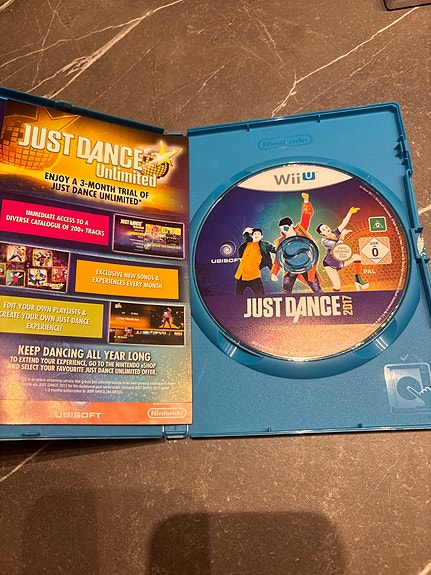 JUST DANCE
Unlimited
ENJOY A 3-MONTH TRIAL OF
JUST DANCE UNLIMITED*
IMMEDIATE ACCESS TO A
DIVERSE CATALOGUE OF 200+ TRACKS
EXCLUSIVE NEW SONGS &
EXPERIENCES EVERY MONTH
EDIT YOUR OWN PLAYLISTS &
CREATE YOUR OWN JUST DANCE
EXPERIENCE!
KEEP DANCING ALL YEAR LONG
TO EXTEND YOUR EXPERIENCE, GO TO THE NINTENDO eSHOP
AND SELECT YOUR FAVOURITE JUST DANCE UNLIMITED OFFER.
UBISOFT
Nintendo
Nintendo
Wii U
UBISOFT
G
0
PAL
JUST DANCE 2017